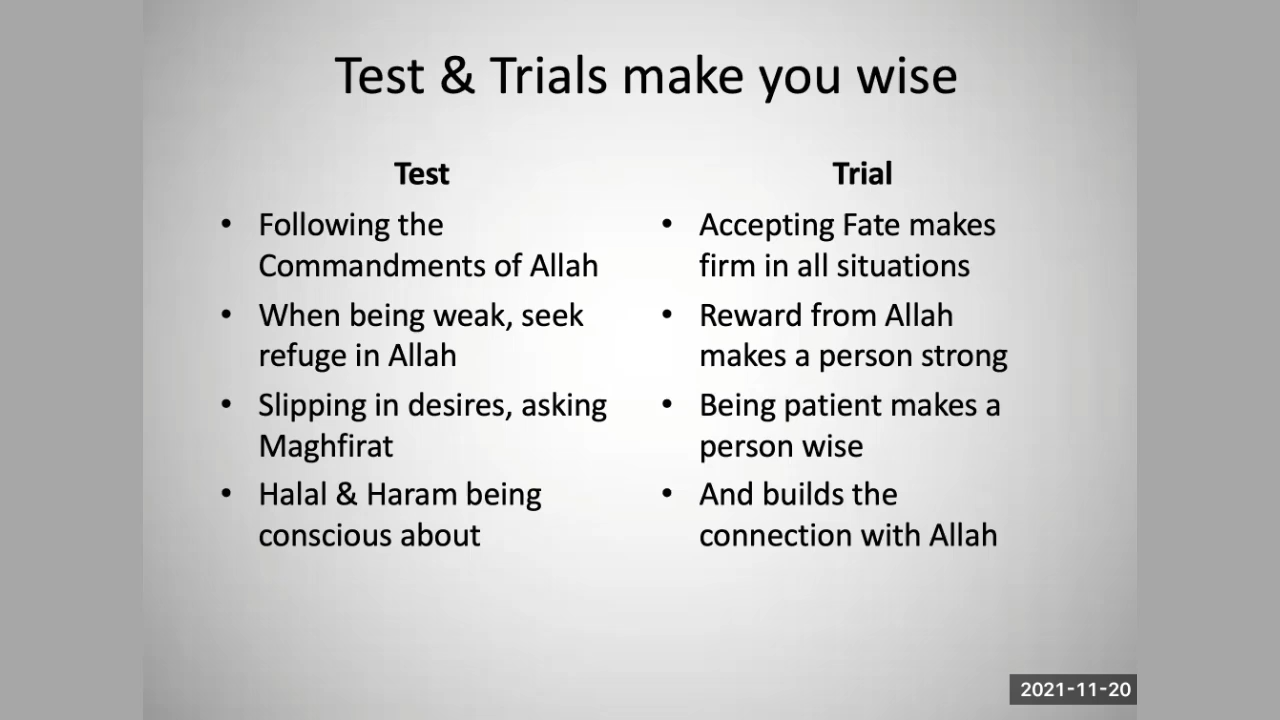 Test & Trials make you wise
Test
• Following the
Commandments of Allah
• When being weak, seek
refuge in Allah
• Slipping in desires, asking
Maghfirat
• Halal & Haram being
conscious about
Trial
• Accepting Fate makes
firm in all situations
• Reward from Allah
makes a person strong
• Being patient makes a
person wise
• And builds the
connection with Allah
2021-11-20